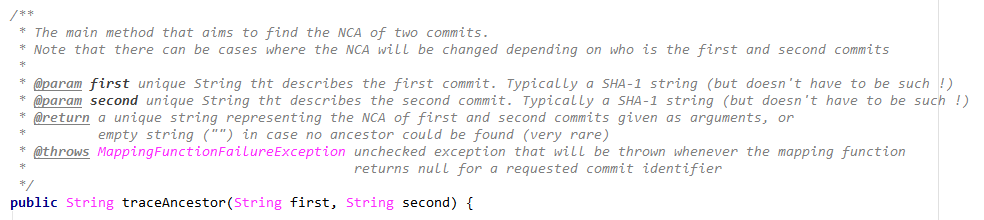 /**
 * The main method that aims to find the NCA of two commits.
 * Note that there can be cases where the NCA will be changed depending on who is the first and second commits
 *
 * @param first unique String tht describes the first commit. Typically a SHA-1 string (but doesn't have to be such !)
 * @param second unique String tht describes the second commit. Typically a SHA-1 string (but doesn't have to be such !)
 * @return a unique string representing the NCA of first and second commits given as arguments, or
 *         empty string ("") in case no ancestor could be found (very rare)
 * @throws MappingFunctionFailureException unchecked exception that will be thrown whenever the mapping function
 *                                         returns null for a requested commit identifier
 */
public String traceAncestor(String first, String second) {